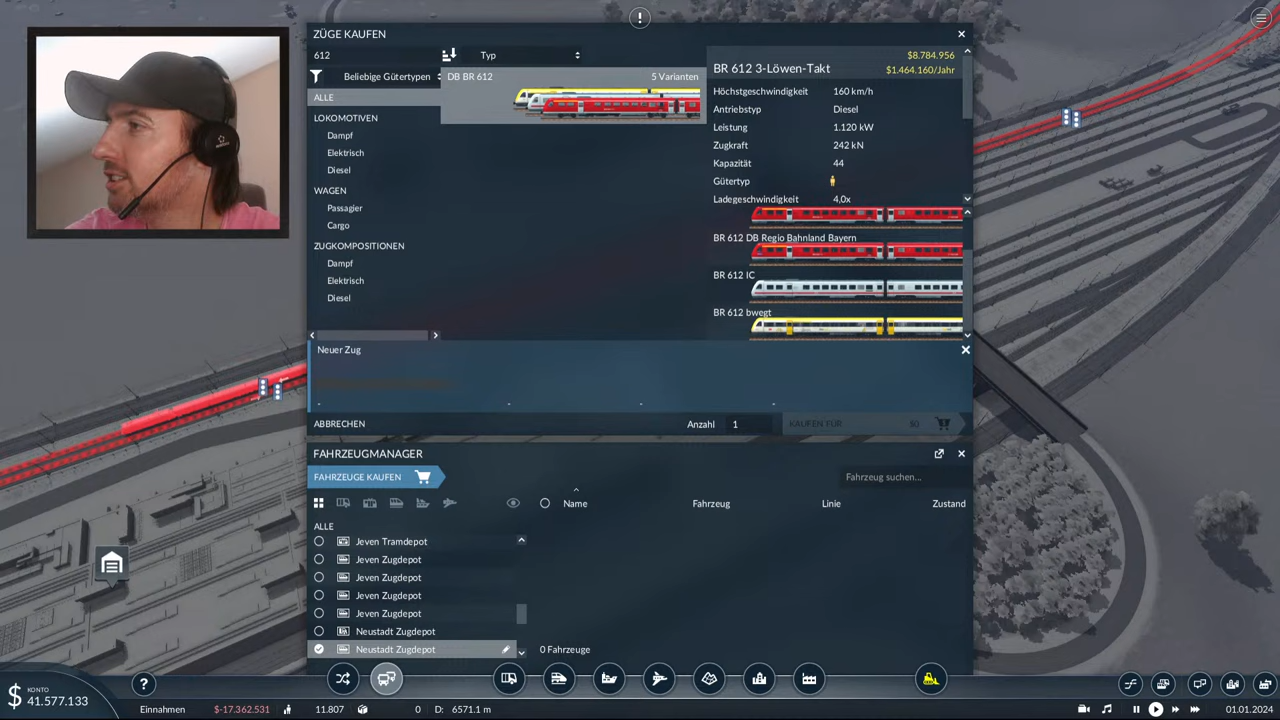 ZÜGE KAUFEN
612
Typ
Beliebige Gütertypen
ALLE
LOKOMOTIVEN
Dampf
Elektrisch
Diesel
WAGEN
Passagier
Cargo
ZUGKOMPOSITIONEN
Dampf
Elektrisch
Diesel
DB BR 612
5 Varianten
$8.784.956
BR 612 3-Löwen-Takt
$1.464.160/Jahr
Höchstgeschwindigkeit 160 km/h
Antriebstyp Diesel
Leistung 1.120 kW
Zugkraft 242 kN
Kapazität 44
Gütertyp
Ladegeschwindigkeit 4,0x
BR 612 DB Regio Bahnland Bayern
BR 612 IC
BR 612 bwegt
Neuer Zug
- - - -
ABBRECHEN
Anzahl 1
KAUFEN FÜR $0
FAHRZEUGMANAGER
FAHRZEUGE KAUFEN
Fahrzeug suchen...
Name Fahrzeug Linie Zustand
ALLE
Jeven Tramdepot
Jeven Zugdepot
Jeven Zugdepot
Jeven Zugdepot
Jeven Zugdepot
Neustadt Zugdepot
Neustadt Zugdepot
0 Fahrzeuge
KONTO
$ 41.577.133
?
Einnahmen $-17.362.531 11.807 0 D: 6571.1 m
01.01.2024